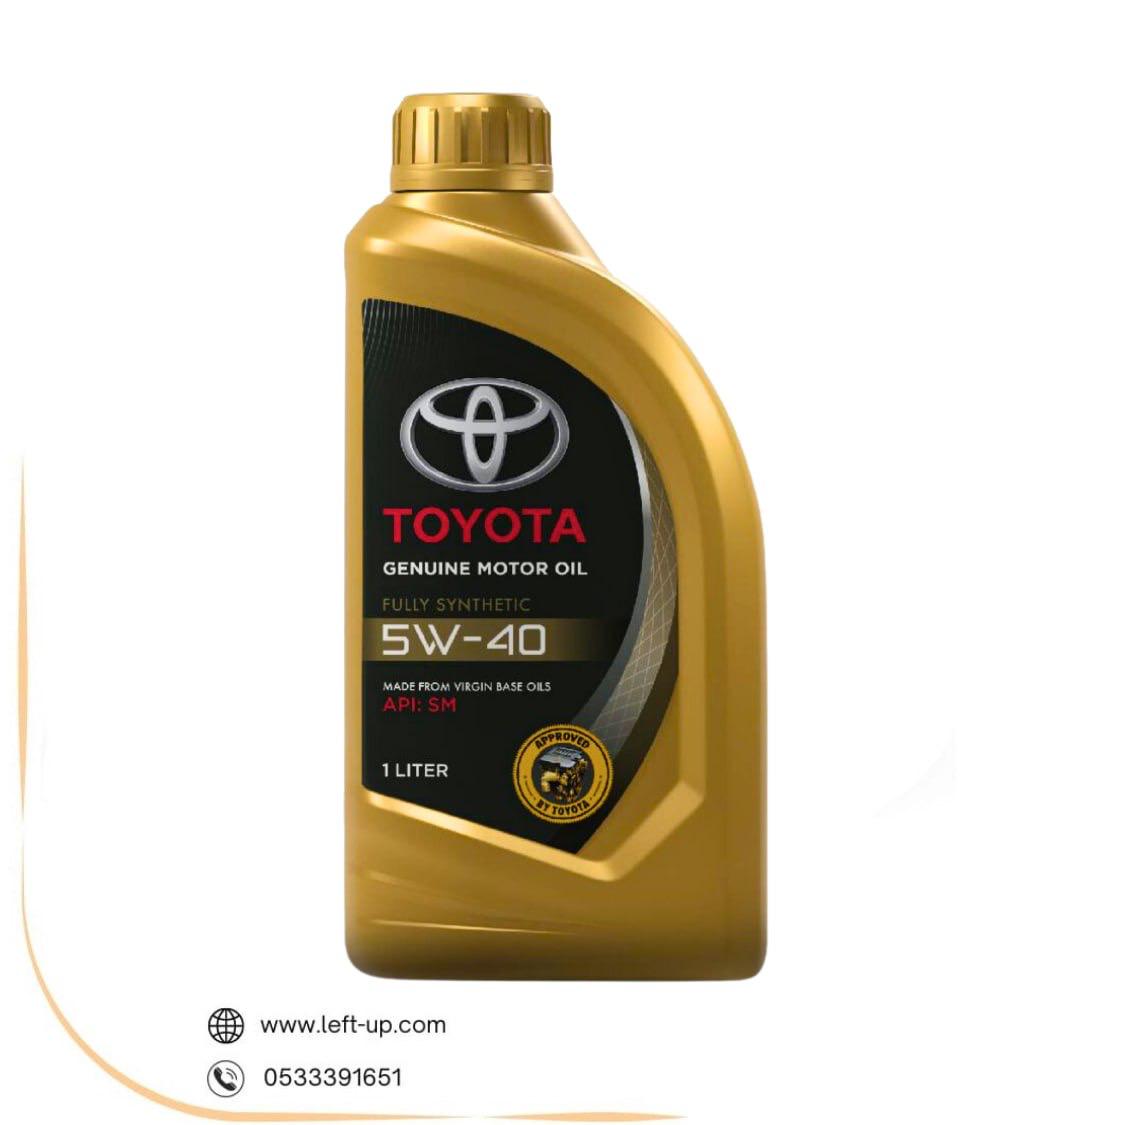 TOYOTA
GENUINE MOTOR OIL
FULLY SYNTHETIC
5W-40
MADE FROM VIRGIN BASE OILS
API: SM
1 LITER
APPROVED
BY TOYOTA
www.left-up.com
0533391651